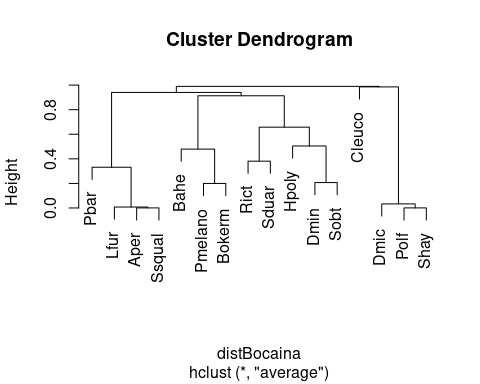 Cluster Dendrogram
Height
0.0
0.4
0.8
Pbar
Lfur
Aper
Ssqual
Bahe
Pmelano
Bokerm
Rict
Sduar
Hpoly
Dmin
Sobt
Cleuco
Dmic
Polf
Shay
distBocaina
hclust (*, "average")